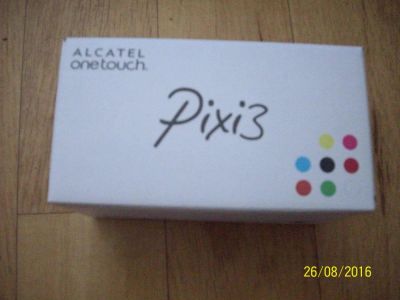 ALCATEL
onetouch.
Pixi3
26/08/2016